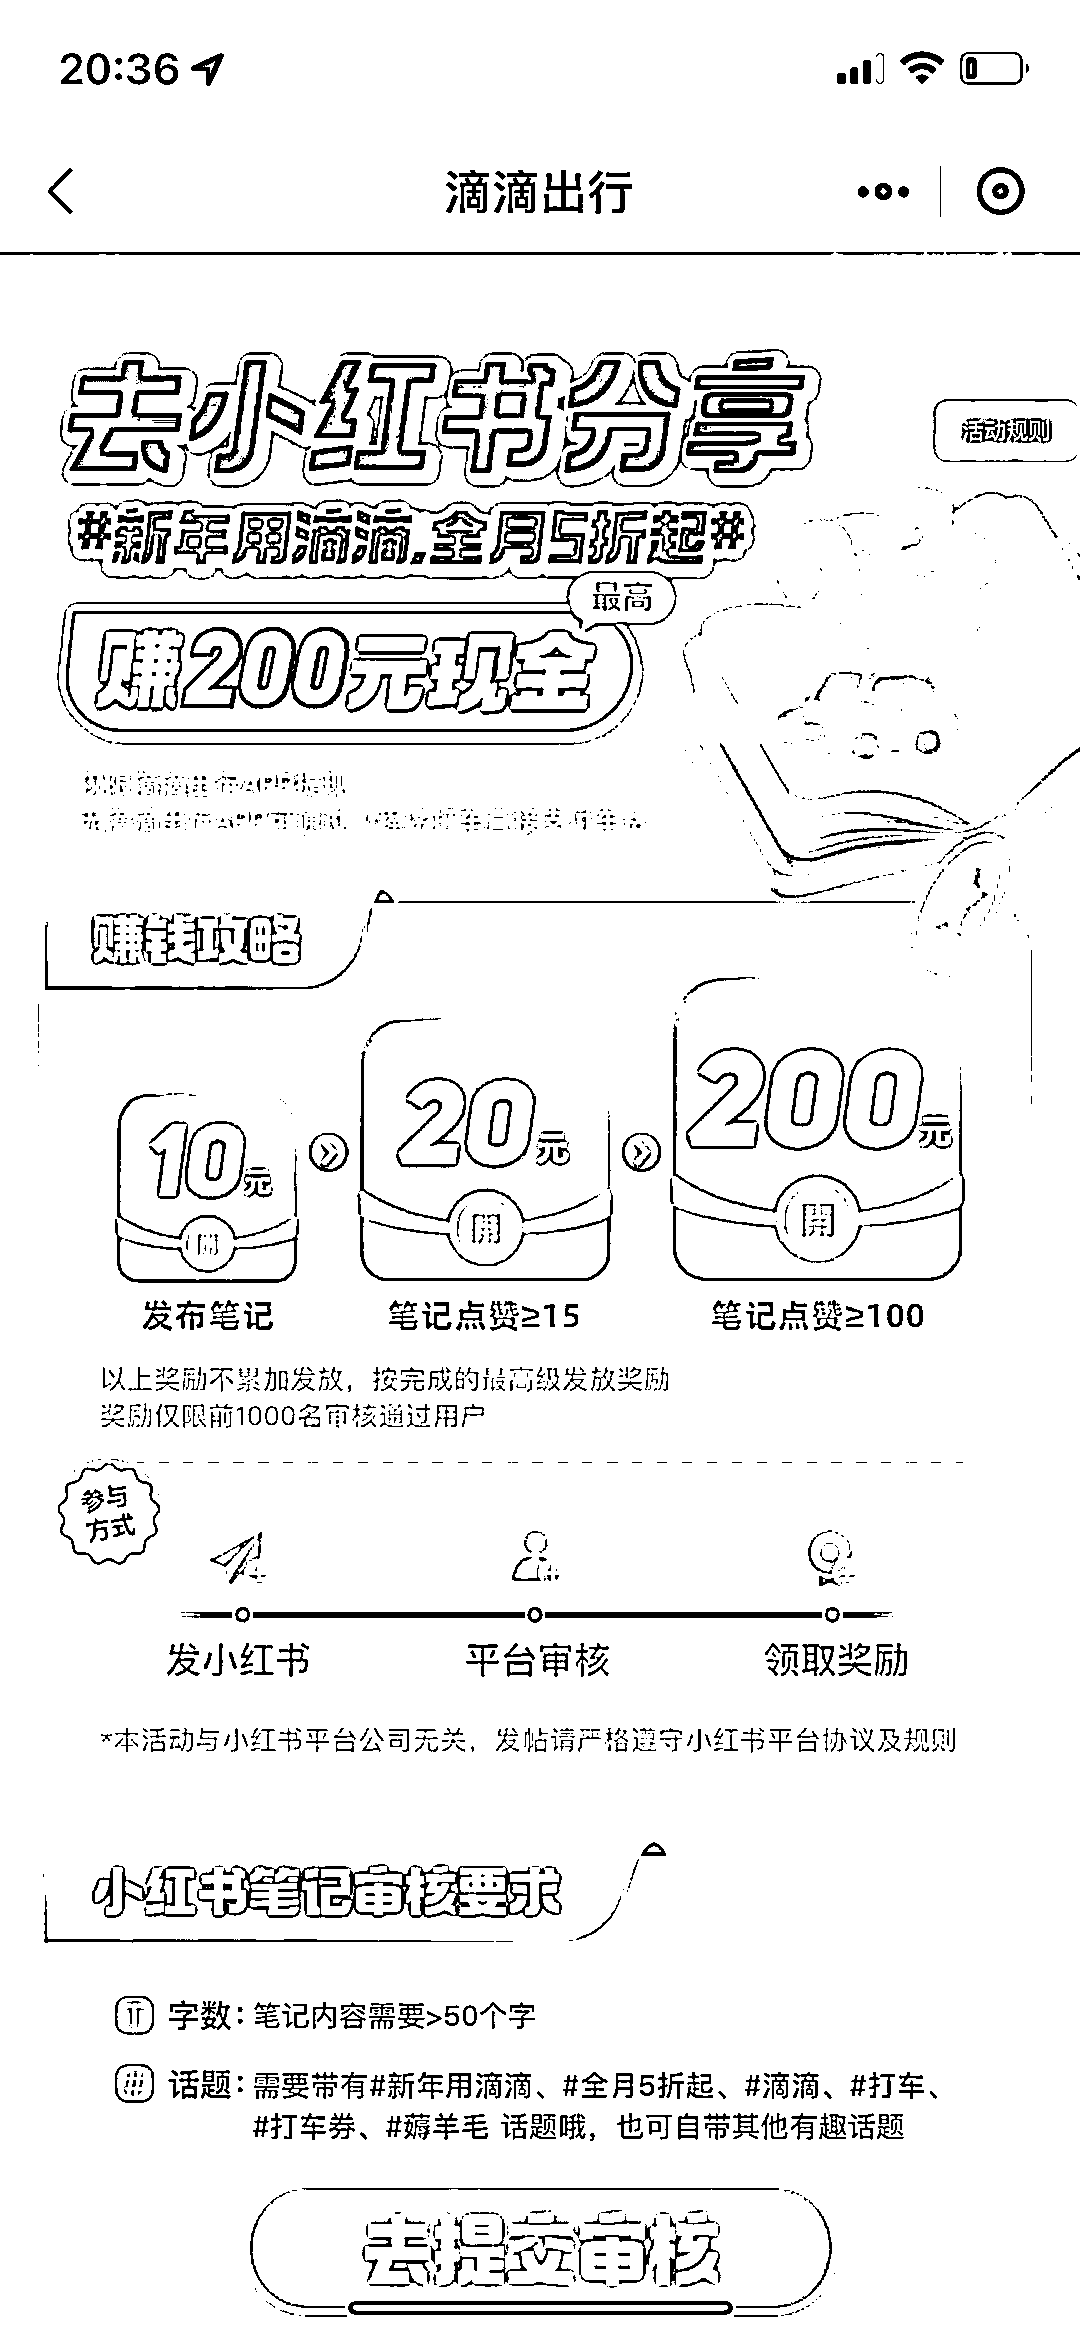 20:36
滴滴出行
去小红书分享
活动规则
#新年用滴滴,全月5折起#
最高
赚200元现金
赚钱攻略
10元
開
20元
開
200元
開
发布笔记
笔记点赞≥15
笔记点赞≥100
以上奖励不累加发放，按完成的最高级发放奖励
奖励仅限前1000名审核通过用户
参与
方式
发小红书
平台审核
领取奖励
*本活动与小红书平台公司无关，发帖请严格遵守小红书平台协议及规则
小红书笔记审核要求
字数：笔记内容需要>50个字
# 话题：需要带有#新年用滴滴、#全月5折起、#滴滴、#打车、
#打车券、#薅羊毛 话题哦，也可自带其他有趣话题
去提交审核